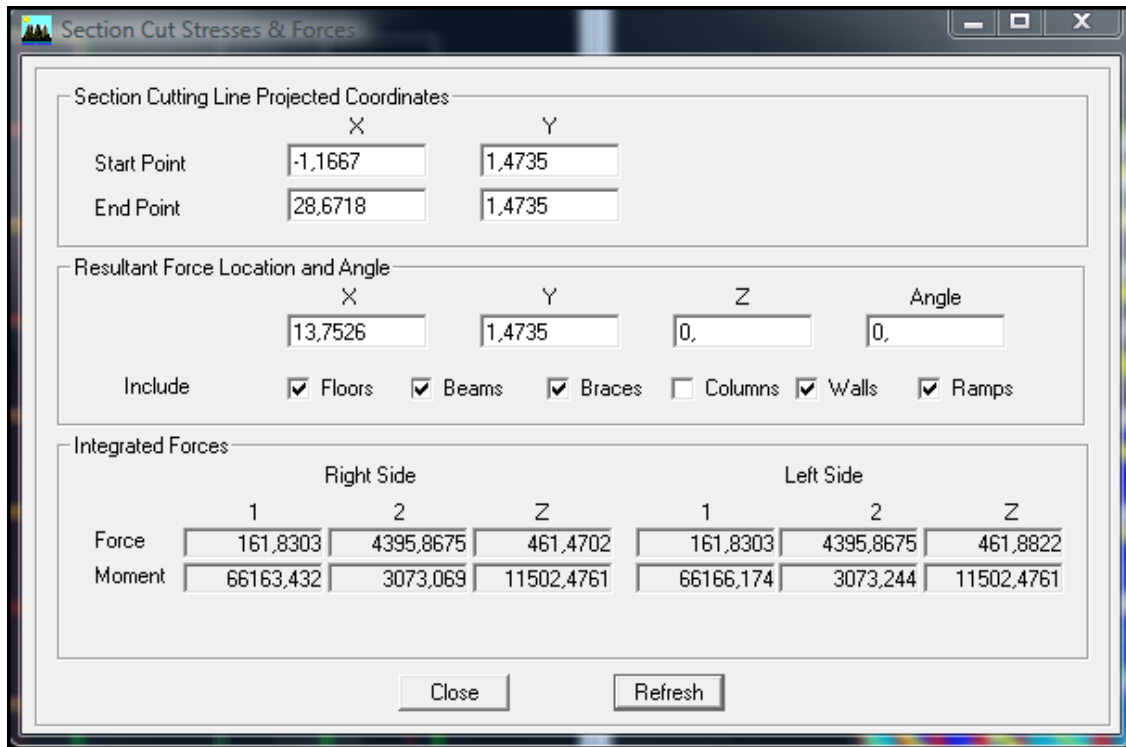 Section Cut Stresses & Forces
Section Cutting Line Projected Coordinates
X Y
Start Point -1,1667 1,4735
End Point 28,6718 1,4735
Resultant Force Location and Angle
X Y Z Angle
13,7526 1,4735 0, 0,
Include Floors Beams Braces Columns Walls Ramps
Integrated Forces
Right Side Left Side
1 2 Z 1 2 Z
Force 161,8303 4395,8675 461,4702 161,8303 4395,8675 461,8822
Moment 66163,432 3073,069 11502,4761 66166,174 3073,244 11502,4761
Close Refresh